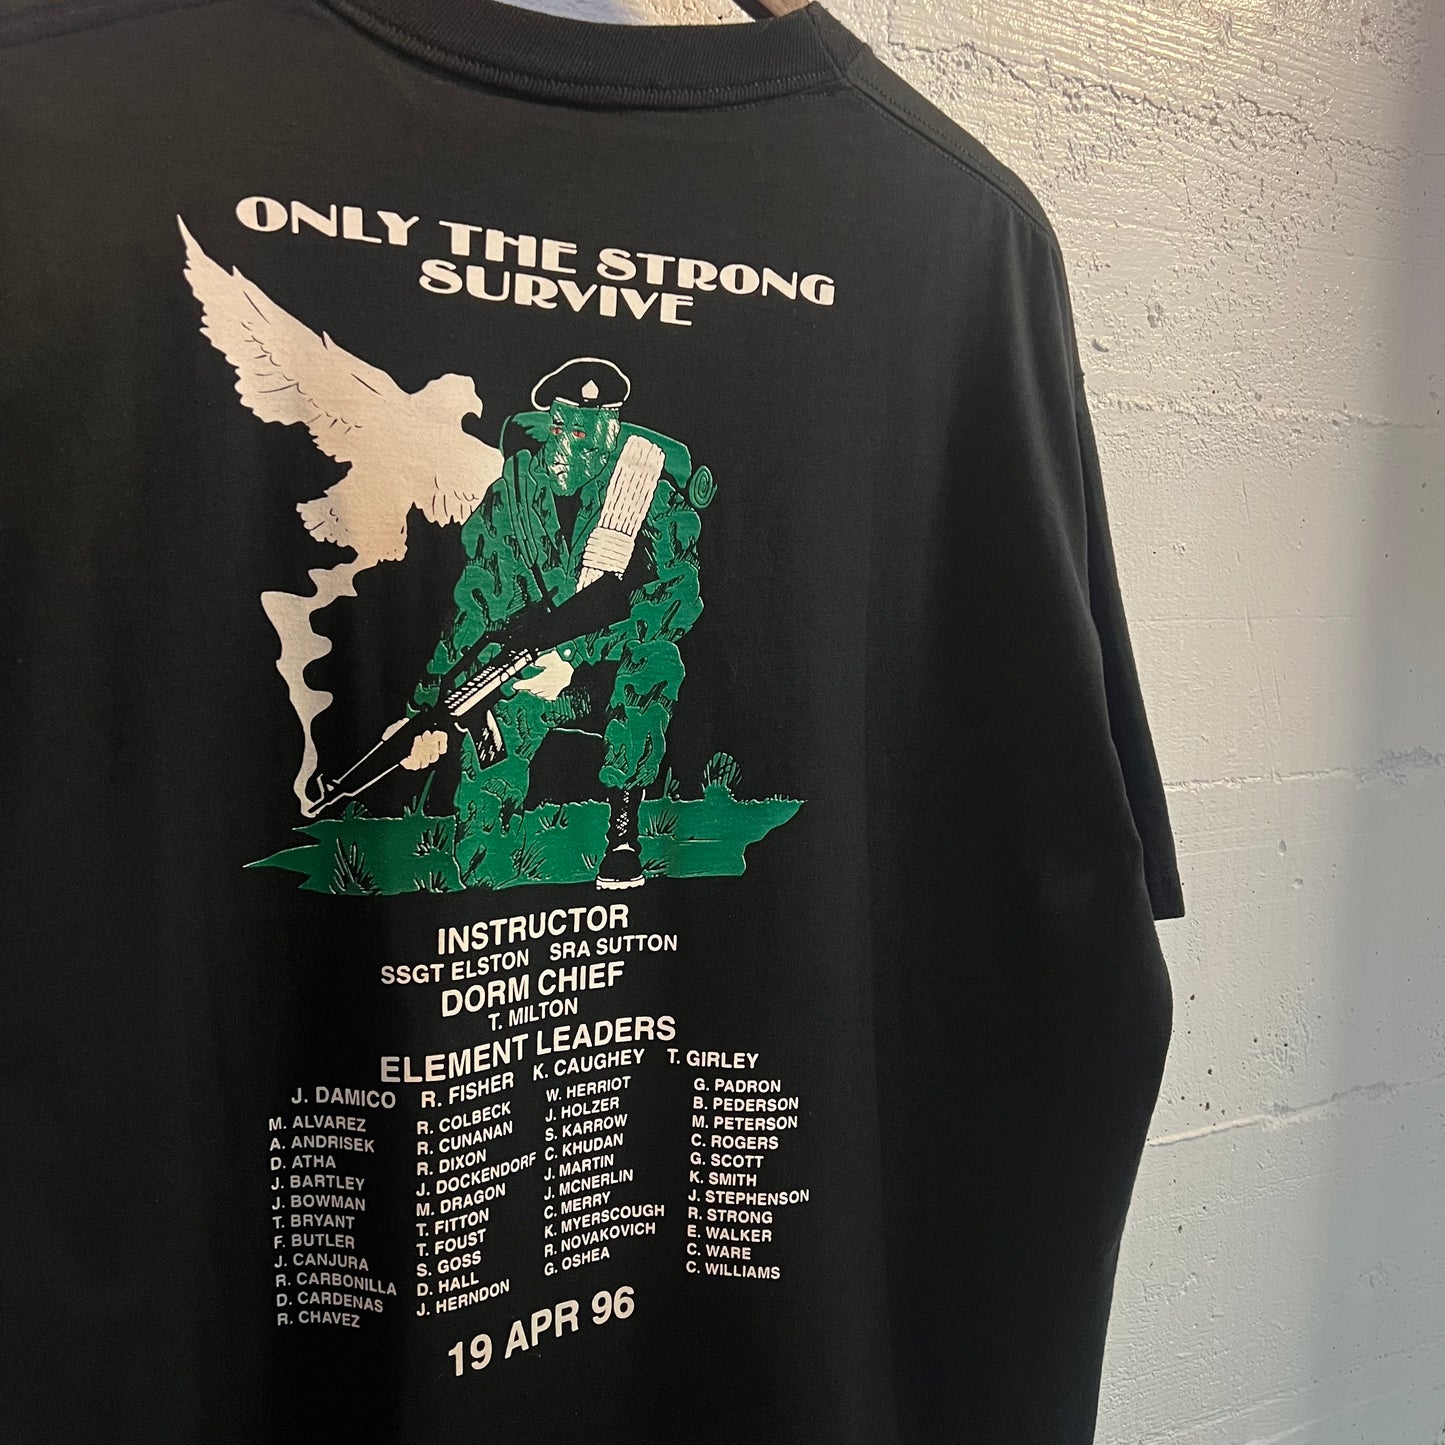 ONLY THE STRONG
SURVIVE
INSTRUCTOR
SSGT ELSTON SRA SUTTON
DORM CHIEF
T. MILTON
ELEMENT LEADERS
J. DAMICO R. FISHER K. CAUGHEY T. GIRLEY
M. ALVAREZ
A. ANDRISEK
D. ATHA
J. BARTLEY
J. BOWMAN
T. BRYANT
F. BUTLER
J. CANJURA
R. CARBONILLA
D. CARDENAS
R. CHAVEZ
R. COLBECK
R. CUNANAN
R. DIXON
J. DOCKENDORF
M. DRAGON
T. FITTON
T. FOUST
S. GOSS
D. HALL
J. HERNDON
W. HERRIOT
J. HOLZER
S. KARROW
C. KHUDAN
J. MARTIN
J. MCNERLIN
C. MERRY
K. MYERSCOUGH
R. NOVAKOVICH
G. OSHEA
G. PADRON
B. PEDERSON
M. PETERSON
C. ROGERS
G. SCOTT
K. SMITH
J. STEPHENSON
R. STRONG
E. WALKER
C. WARE
C. WILLIAMS
19 APR 96